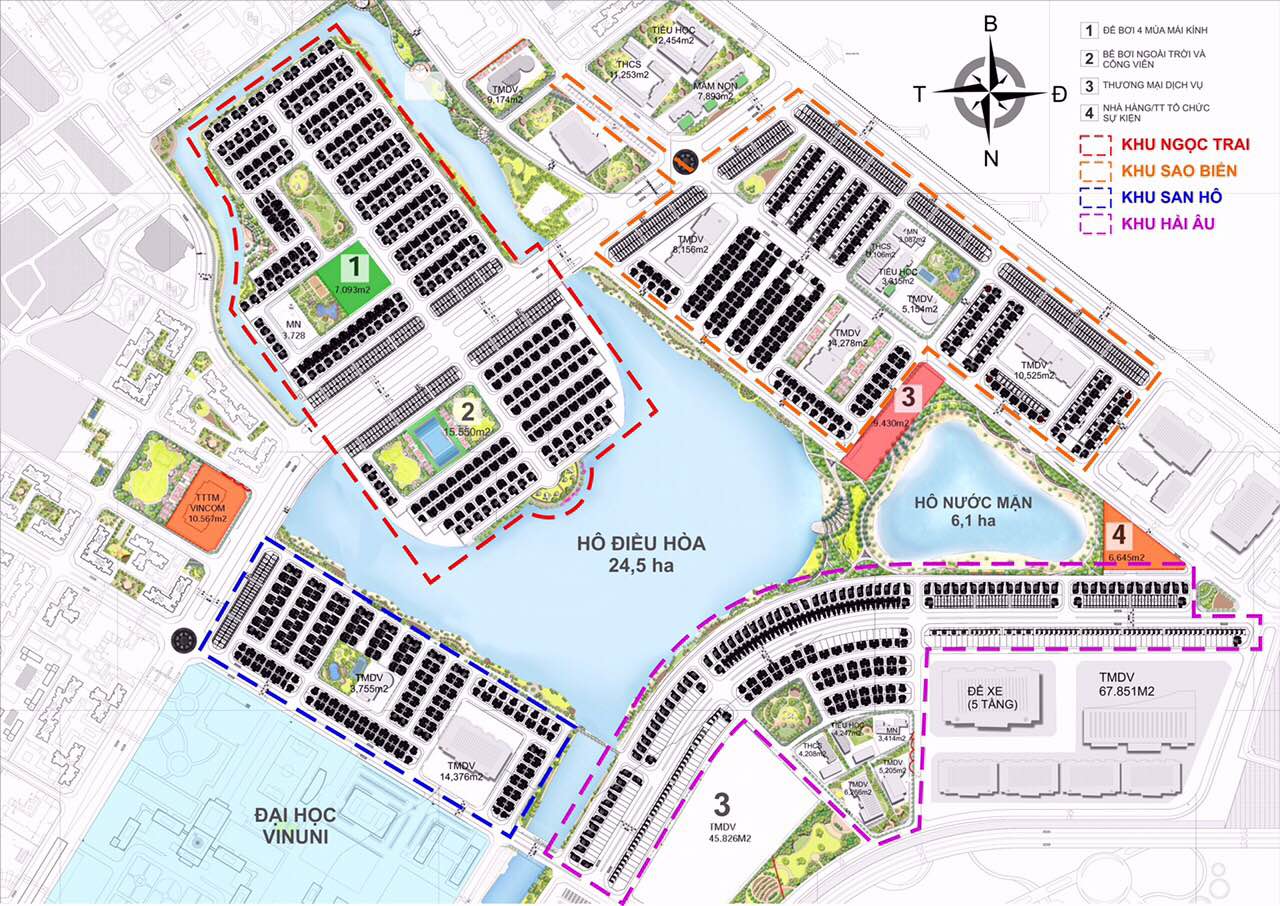 B
T
Đ
N
1 ĐỂ BƠI 4 MÙA MÁI KÍNH
2 BỂ BƠI NGOÀI TRỜI VÀ
CÔNG VIÊN
3 THƯƠNG MẠI DỊCH VỤ
4 NHÀ HÀNG/TT TỔ CHỨC
SỰ KIỆN
KHU NGỌC TRAI
KHU SAO BIỂN
KHU SAN HÔ
KHU HẢI ÂU
TIỂU HỌC
12,454m2
THCS
11,253m2
MẦM NON
7,893m2
TMDV
9,174m2
TMDV
8,156m2
MN
3.087m2
THCS
TIỂU HỌC
3,315m2
TMDV
5,154m2
TMDV
14,278m2
TMDV
10,525m2
1
7.093m2
MN
3.728
2
15.550m2
3
9.430m2
TTTM
VINCOM
10.567m2
HỒ NƯỚC MẶN
6,1 ha
4
6,645m2
HỒ ĐIỀU HÒA
24,5 ha
TMDV
3,755m2
TMDV
14,376m2
ĐẠI HỌC
VINUNI
ĐỂ XE
(5 TẦNG)
TMDV
67.851M2
TIỂU HỌC
4,247m2
MN
3,414m2
THCS
4.208m2
TMDV
5,205m2
TMDV
6,266m2
3
TMDV
45.826M2